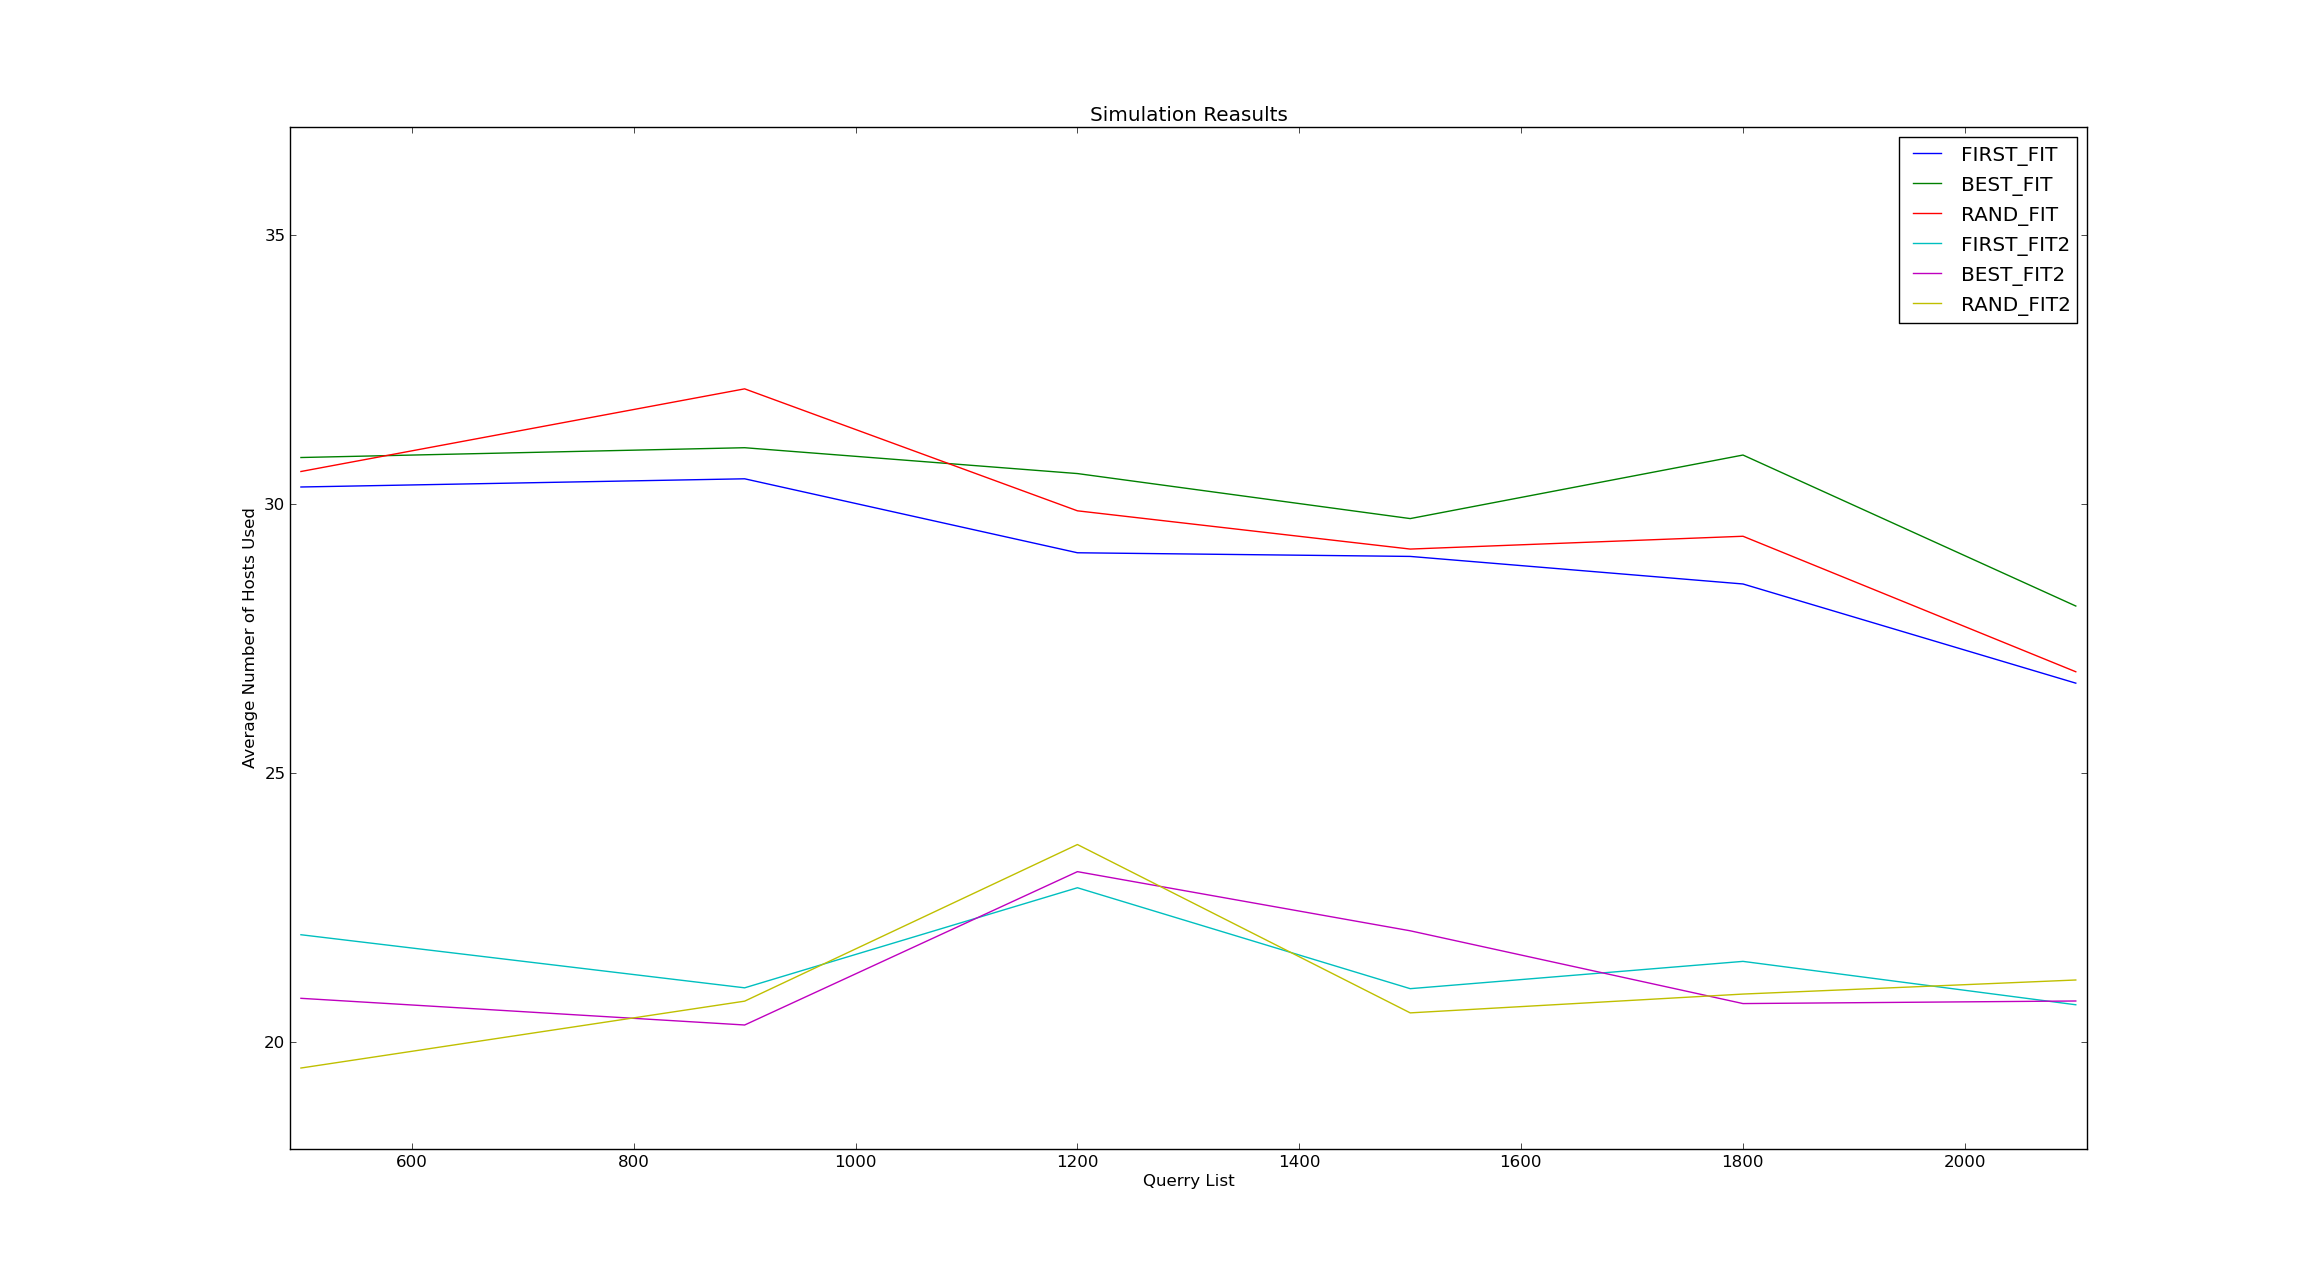 Simulation Reasults
FIRST_FIT
BEST_FIT
RAND_FIT
FIRST_FIT2
BEST_FIT2
RAND_FIT2
35
30
25
20
Average Number of Hosts Used
600 800 1000 1200 1400 1600 1800 2000
Querry List